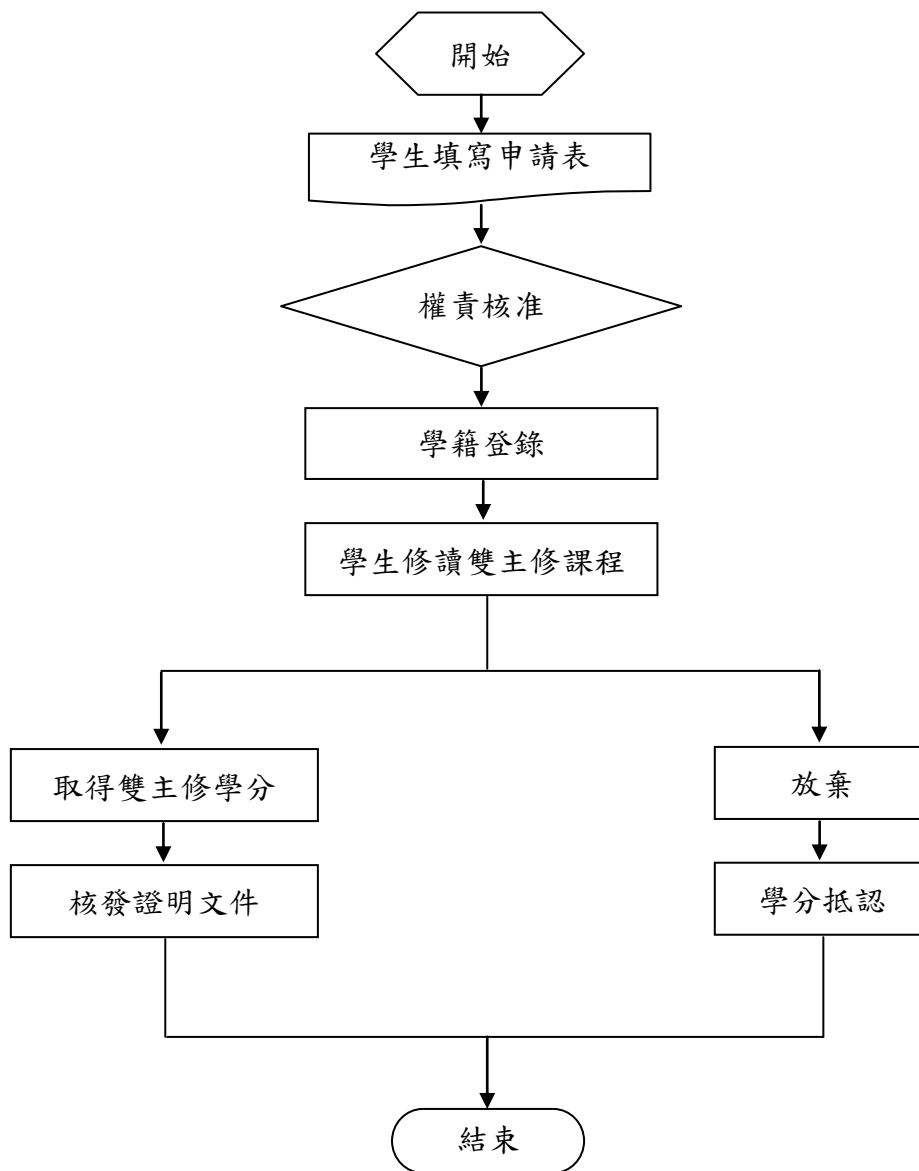 開始
學生填寫申請表
權責核准
學籍登錄
學生修讀雙主修課程
取得雙主修學分
放棄
核發證明文件
學分抵認
結束